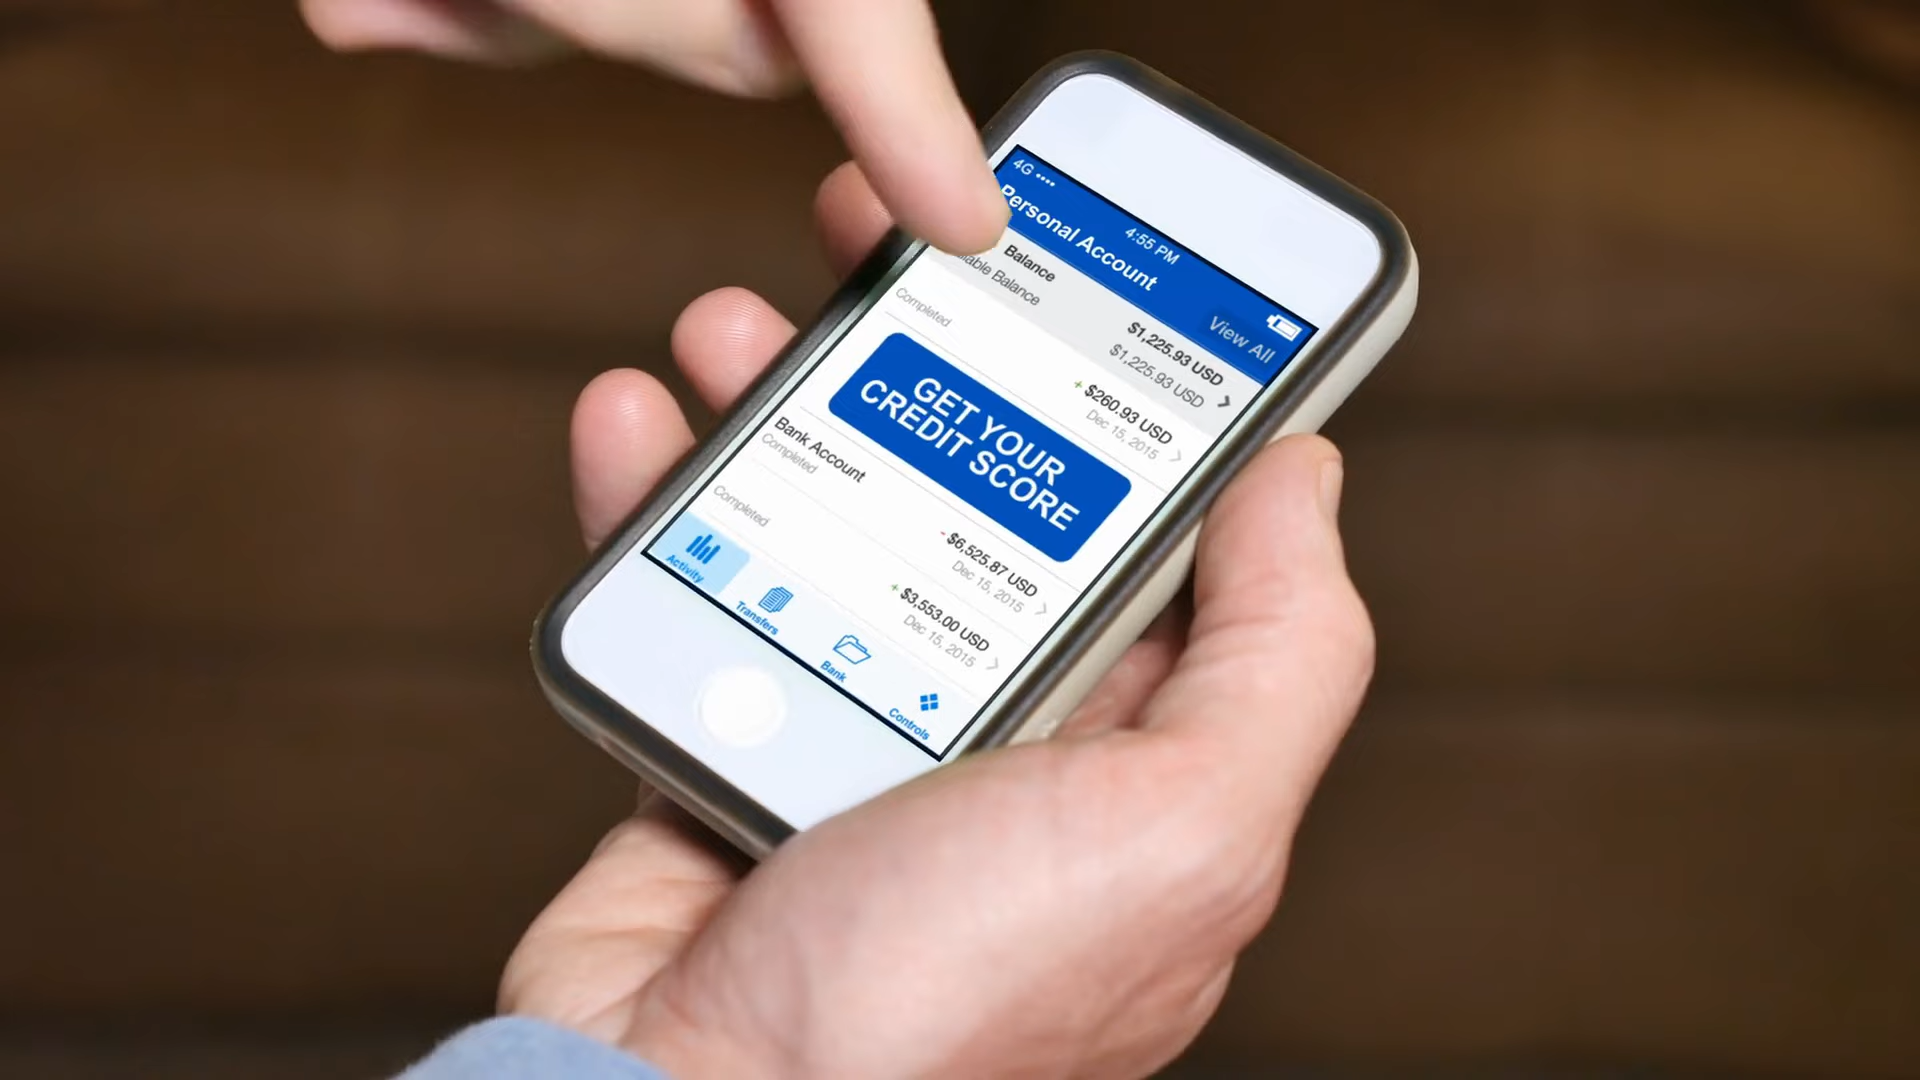 4G
4:55 PM
Personal Account
View All
Balance
$1,225.93 USD
Balance
$1,225.93 USD
+ $260.93 USD
Completed
Dec 15, 2015
GET YOUR
CREDIT SCORE
Bank Account
- $6,525.87 USD
Completed
Dec 15, 2015
+ $3,553.00 USD
Completed
Dec 15, 2015
Activity
Transfers
Bank
Controls